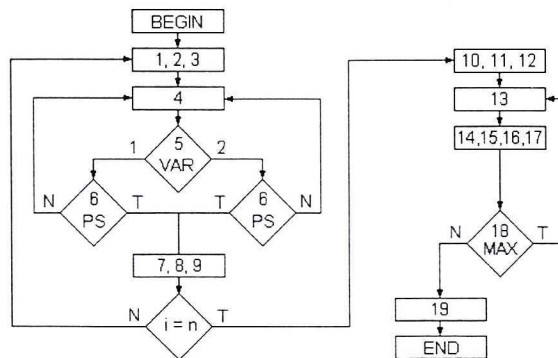 BEGIN
1, 2, 3
4
5
VAR
1
2
6
PS
N
T
6
PS
T
N
7, 8, 9
i = n
N
T
10, 11, 12
13
14,15,16,17
18
MAX
N
T
19
END